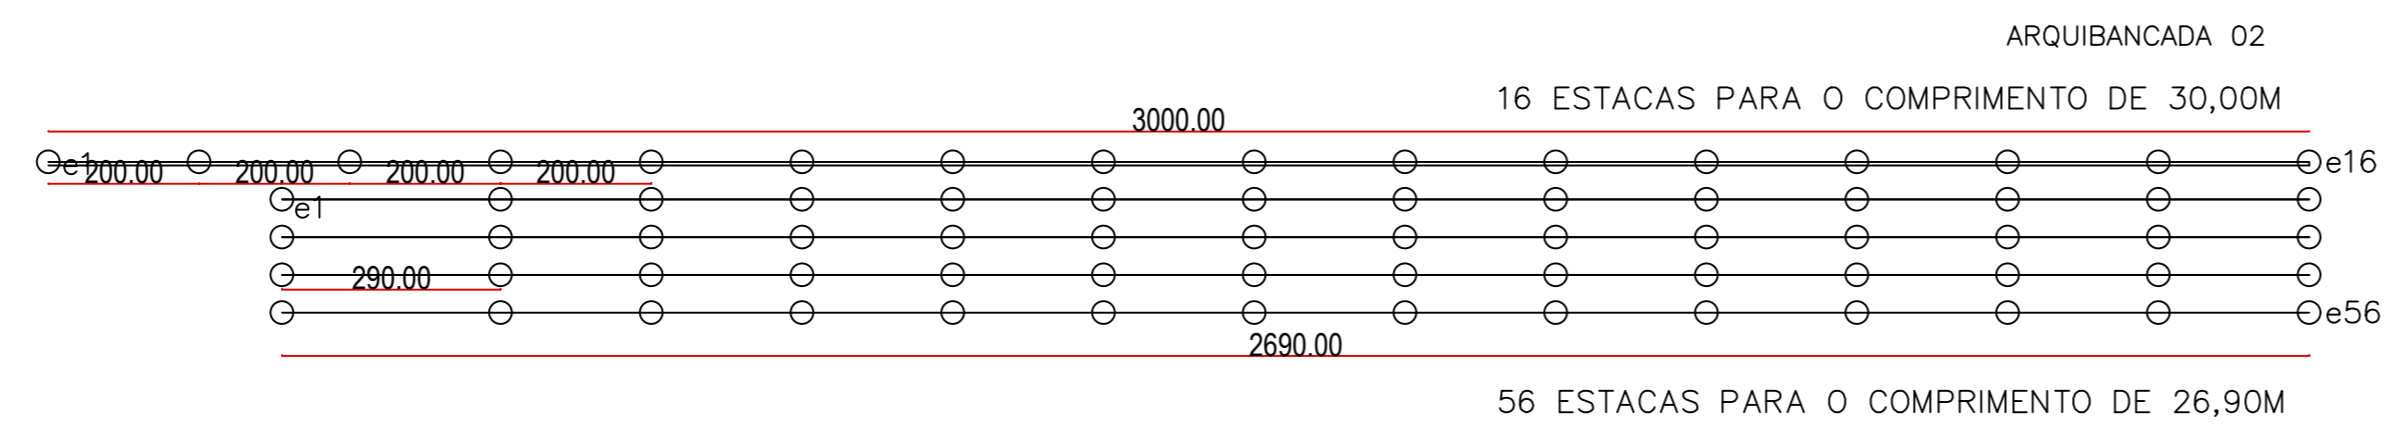 ARQUIBANCADA 02
16 ESTACAS PARA O COMPRIMENTO DE 30,00M
3000.00
e1 e16
200.00 200.00 200.00 200.00
e1
290.00
e56
2690.00
56 ESTACAS PARA O COMPRIMENTO DE 26,90M